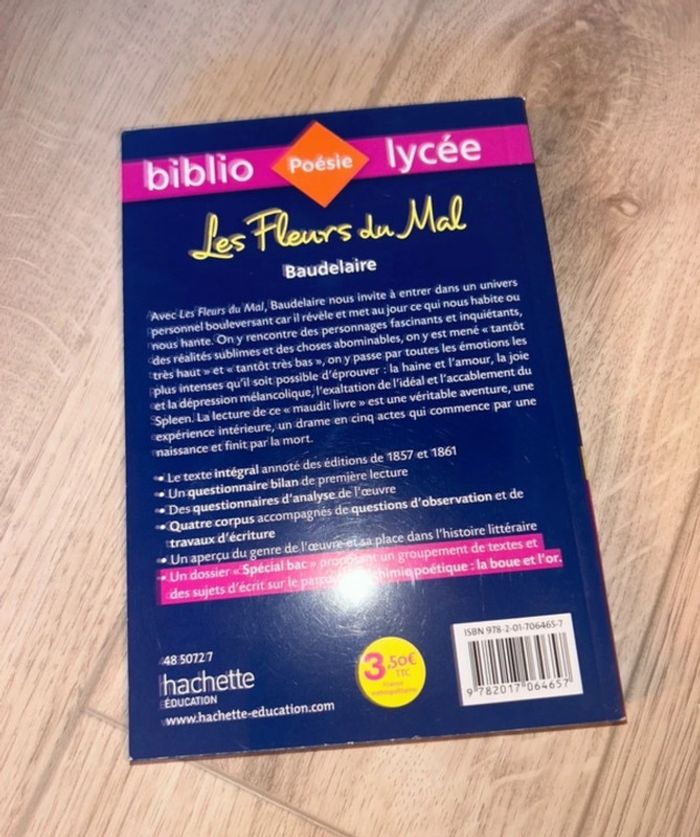 biblio Poésie lycée
Les Fleurs du Mal
Baudelaire
Avec Les Fleurs du Mal, Baudelaire nous invite à entrer dans un univers
personnel bouleversant car il révèle et met au jour ce qui nous habite ou
nous hante. On y rencontre des personnages fascinants et inquiétants,
des réalités sublimes et des choses abominables, on y est mené « tantôt
très haut » et « tantôt très bas », on y passe par toutes les émotions les
plus intenses qu'il soit possible d'éprouver : la haine et l'amour, la joie
et la dépression mélancolique, l'exaltation de l'idéal et l'accablement du
Spleen. La lecture de ce « maudit livre » est une véritable aventure, une
expérience intérieure, un drame en cinq actes qui commence par une
naissance et finit par la mort.
• Le texte intégral annoté des éditions de 1857 et 1861
• Un questionnaire bilan de première lecture
• Des questionnaires d'analyse de l'œuvre
• Quatre corpus accompagnés de questions d'observation et de
travaux d'écriture
• Un aperçu du genre de l'œuvre et sa place dans l'histoire littéraire
• Un dossier « Spécial bac » proposant un groupement de textes et
des sujets d'écrit sur le poétique : la boue et l'or.
ISBN 978-2-01-706465-7
48 5072 7
hachette
ÉDUCATION
www.hachette-education.com
3,50€
TTC
France
métropolitaine
9 782017 064657